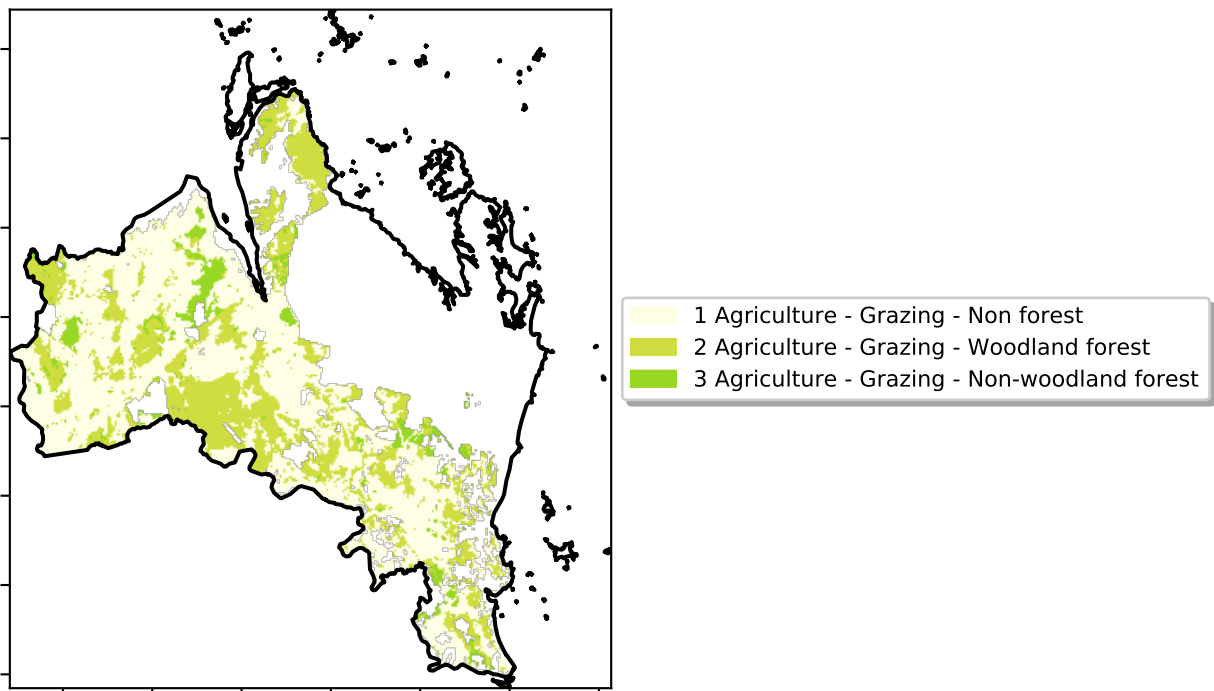 1 Agriculture - Grazing - Non forest
2 Agriculture - Grazing - Woodland forest
3 Agriculture - Grazing - Non-woodland forest